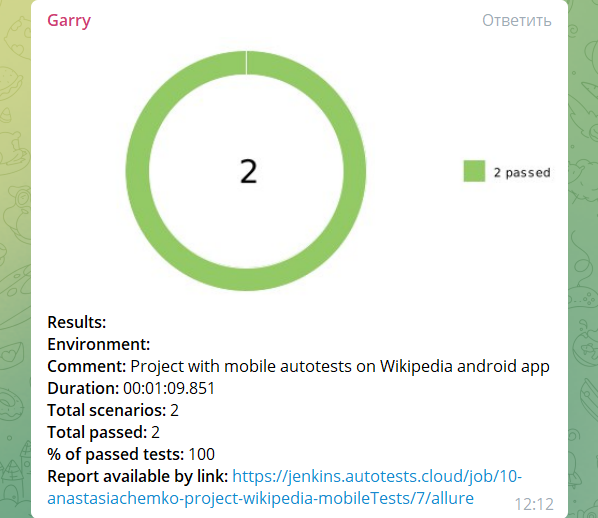 Garry Ответить
2
2 passed
Results:
Environment:
Comment: Project with mobile autotests on Wikipedia android app
Duration: 00:01:09.851
Total scenarios: 2
Total passed: 2
% of passed tests: 100
Report available by link: https://jenkins.autotests.cloud/job/10-
anastasiachemko-project-wikipedia-mobileTests/7/allure
12:12